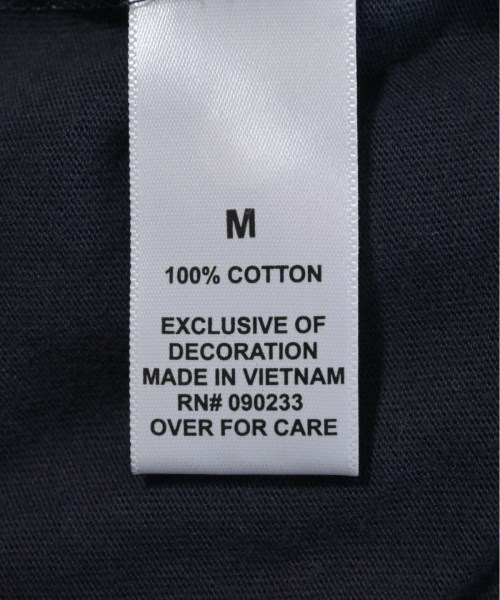 M
100% COTTON
EXCLUSIVE OF
DECORATION
MADE IN VIETNAM
RN# 090233
OVER FOR CARE